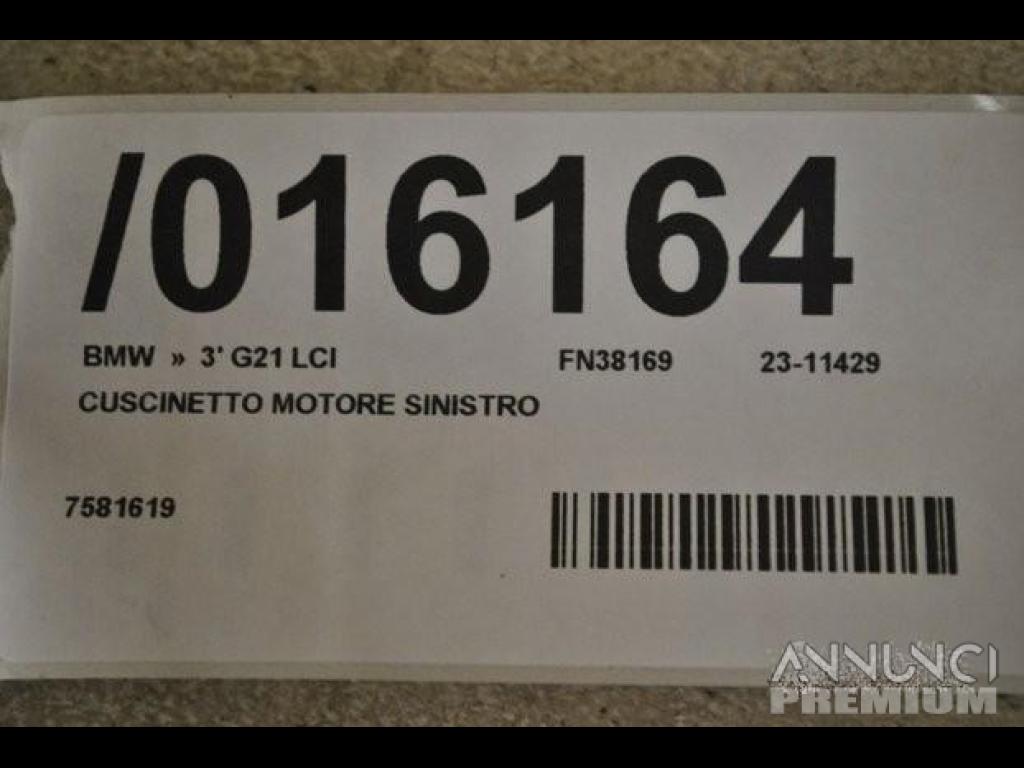 /016164
BMW » 3' G21 LCI FN38169 23-11429
CUSCINETTO MOTORE SINISTRO
7581619
ANNUNCI
PREMIUM